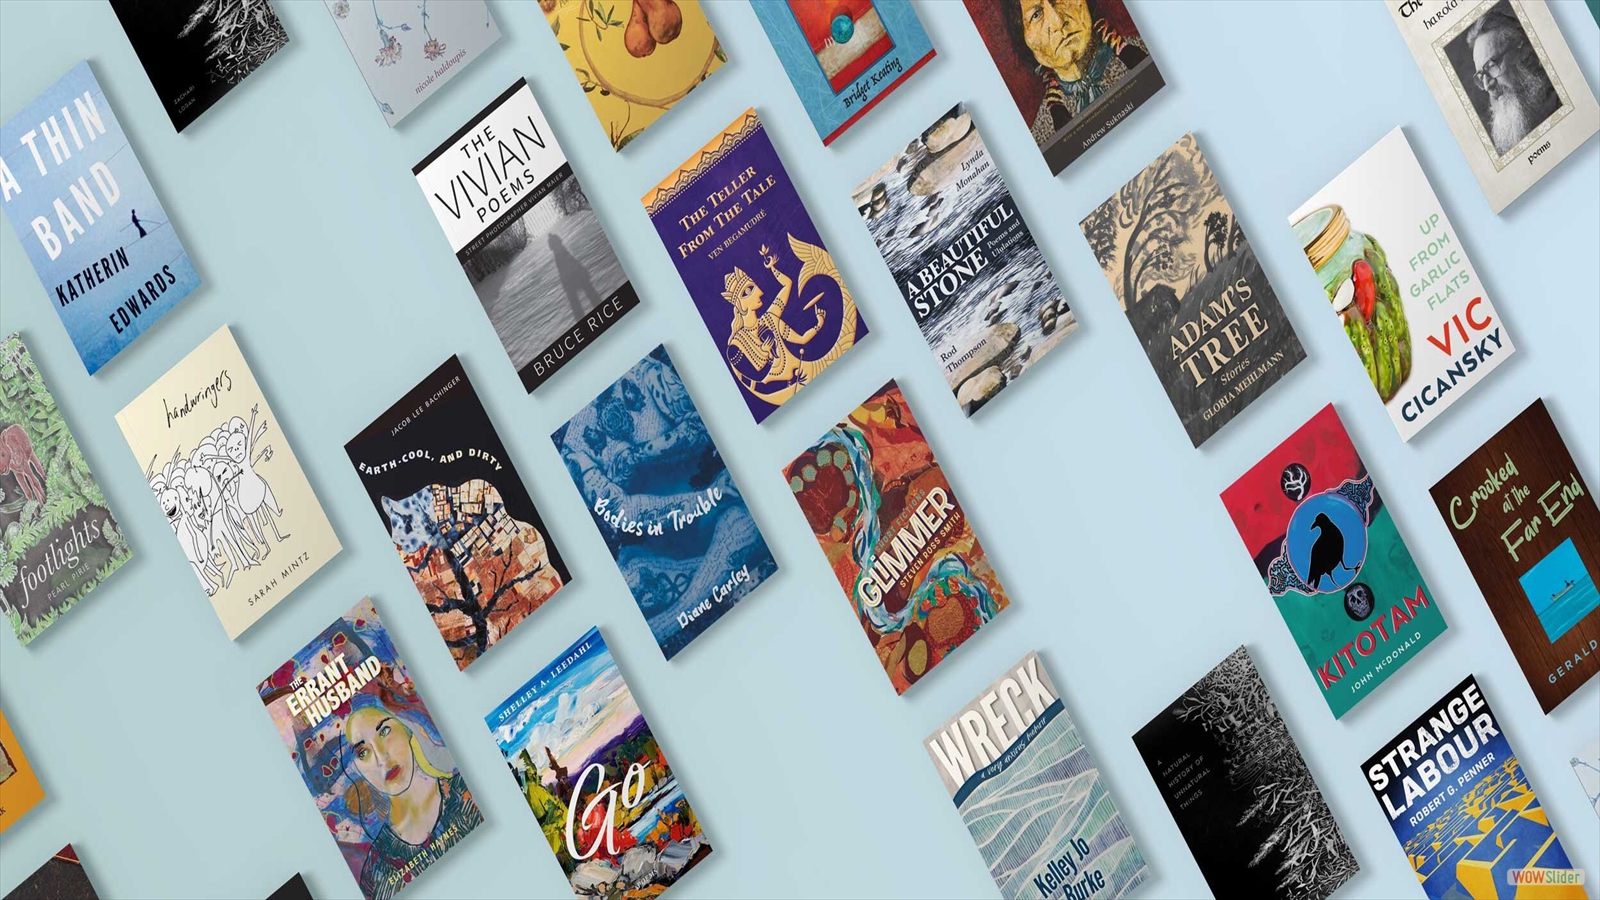 ZACHARI
LOGAN
nicole haldoupis
Bridget Keating
Andrew Suknaski
harold
poems
A THIN
BAND
KATHERIN
EDWARDS
THE
VIVIAN
POEMS
STREET PHOTOGRAPHER VIVIAN MAIER
BRUCE RICE
THE TELLER
FROM THE TALE
VEN BEGAMUDRÉ
Lynda
Monahan
A BEAUTIFUL
STONE
Poems and
Ululations
Rod
Thompson
ADAM'S
TREE
Stories
GLORIA MEHLMANN
UP
FROM
GARLIC
FLATS
VIC
CICANSKY
footlights
PEARL PIRIE
handwringers
SARAH MINTZ
JACOB LEE BACHINGER
EARTH-COOL, AND DIRTY
Bodies in Trouble
Diane Carley
GLIMMER
STEVEN ROSS SMITH
KITOTAM
JOHN McDONALD
Crooked
at the
Far End
GERALD
THE
ERRANT
HUSBAND
ELIZABETH HAYNES
SHELLEY A. LEEDAHL
Go
POEMS
WRECK
a very anxious memoir
Kelley Jo
Burke
A NATURAL
HISTORY OF
UNNATURAL
THINGS
STRANGE
LABOUR
ROBERT G. PENNER
WOWSlider